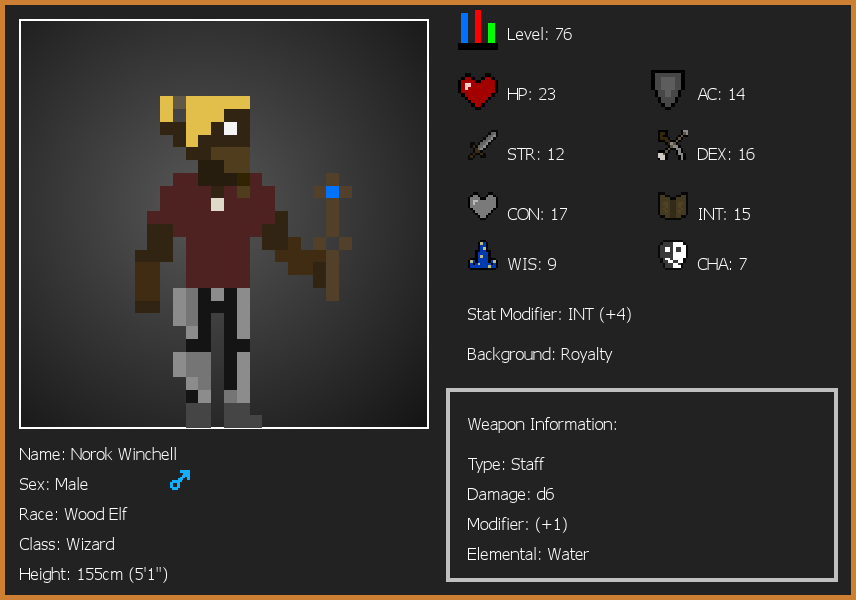 Level: 76
HP: 23
AC: 14
STR: 12
DEX: 16
CON: 17
INT: 15
WIS: 9
CHA: 7
Stat Modifier: INT (+4)
Background: Royalty
Weapon Information:
Type: Staff
Damage: d6
Modifier: (+1)
Elemental: Water
Name: Norok Winchell
Sex: Male
Race: Wood Elf
Class: Wizard
Height: 155cm (5'1")